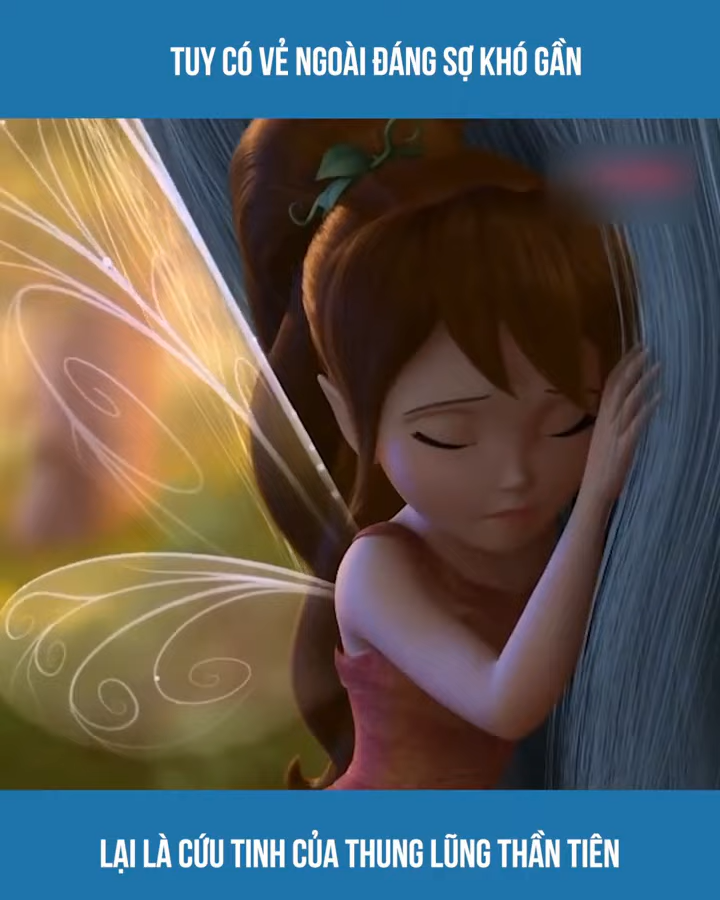 TUY CÓ VẺ NGOÀI ĐÁNG SỢ KHÓ GẦN
LẠI LÀ CỨU TINH CỦA THUNG LŨNG THẦN TIÊN